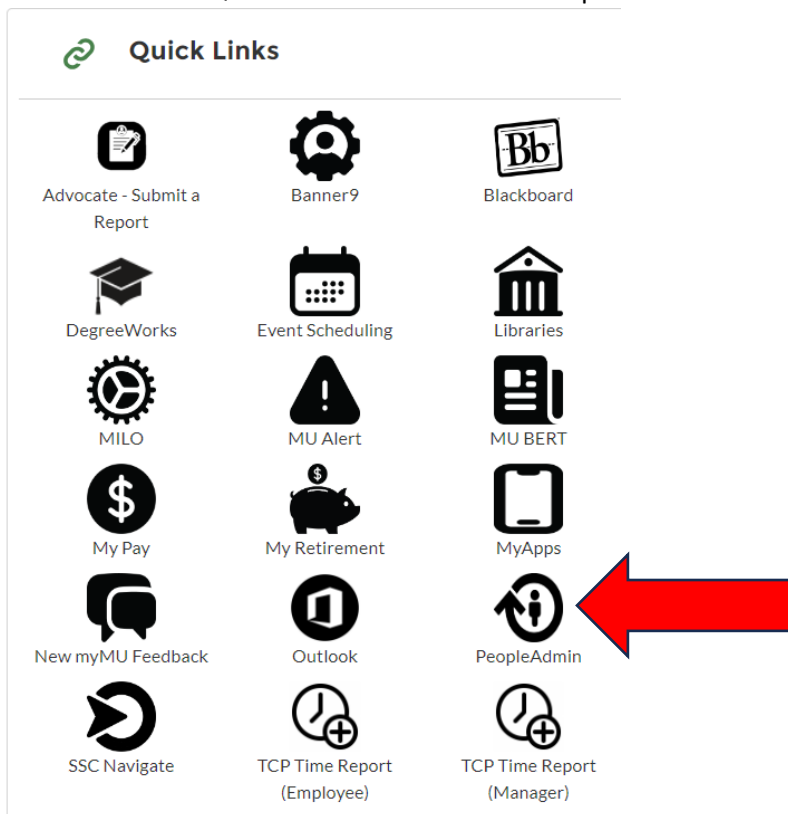 Quick Links
Bb
Advocate - Submit a
Report
Banner9
Blackboard
DegreeWorks
Event Scheduling
Libraries
MILO
MU Alert
MU BERT
My Pay
My Retirement
MyApps
New myMU Feedback
Outlook
PeopleAdmin
SSC Navigate
TCP Time Report
(Employee)
TCP Time Report
(Manager)